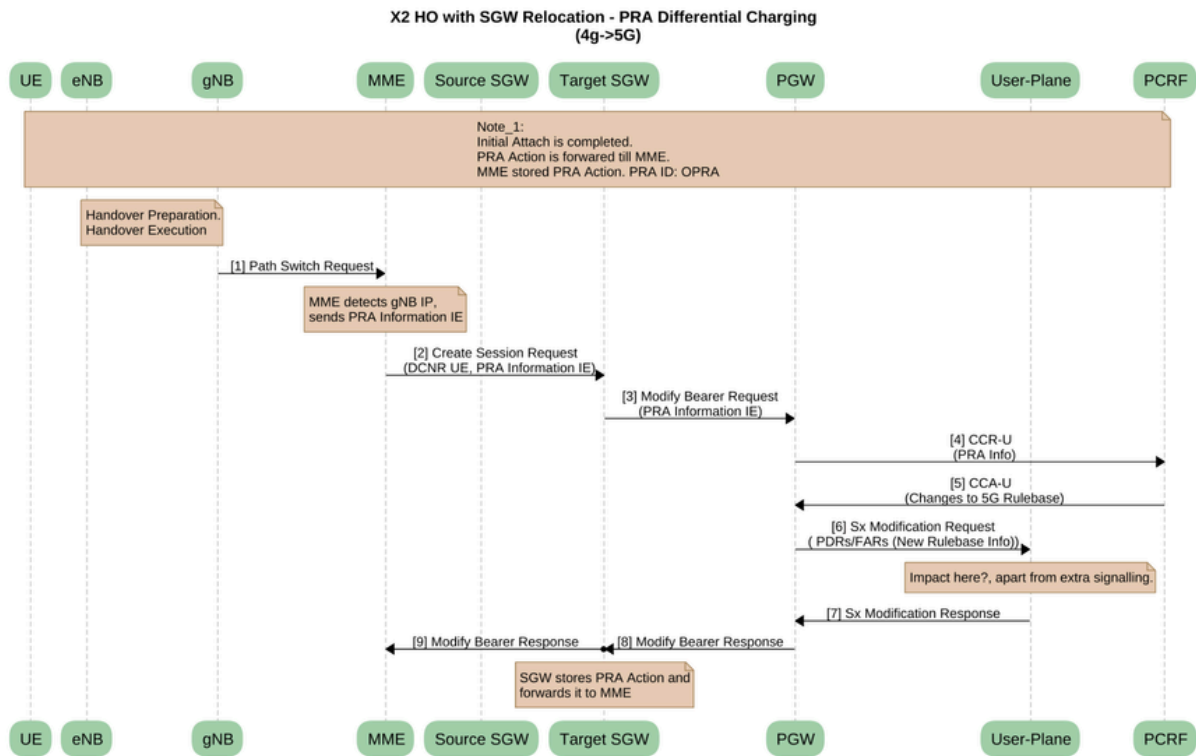 X2 HO with SGW Relocation - PRA Differential Charging
(4g->5G)
UE eNB gNB MME Source SGW Target SGW PGW User-Plane PCRF
Note_1:
Initial Attach is completed.
PRA Action is forwared till MME.
MME stored PRA Action. PRA ID: OPRA
Handover Preparation.
Handover Execution
[1] Path Switch Request
MME detects gNB IP,
sends PRA Information IE
[2] Create Session Request
(DCNR UE, PRA Information IE)
[3] Modify Bearer Request
(PRA Information IE)
[4] CCR-U
(PRA Info)
[5] CCA-U
(Changes to 5G Rulebase)
[6] Sx Modification Request
( PDRs/FARs (New Rulebase Info))
Impact here?, apart from extra signalling.
[7] Sx Modification Response
[9] Modify Bearer Response [8] Modify Bearer Response
SGW stores PRA Action and
forwards it to MME
UE eNB gNB MME Source SGW Target SGW PGW User-Plane PCRF